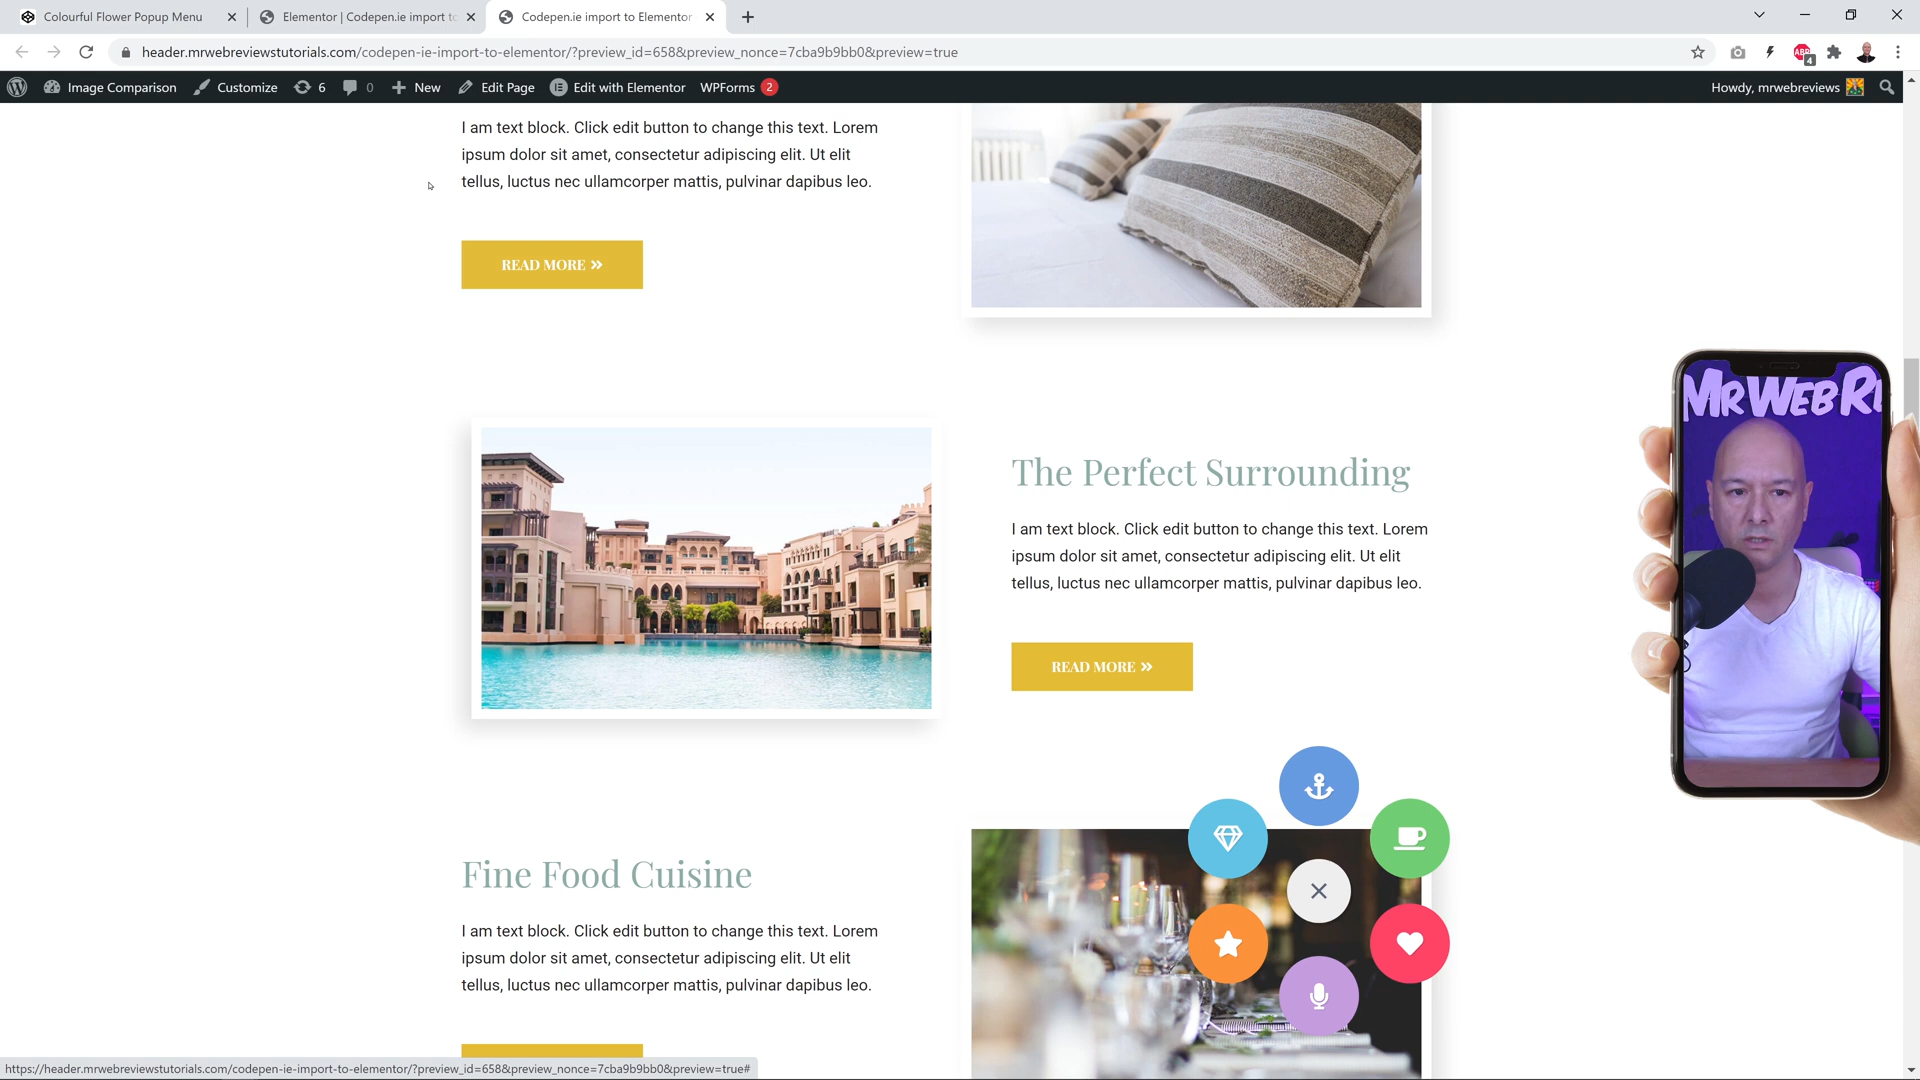 Colourful Flower Popup Menu
Elementor | Codepen.ie import to
Codepen.ie import to Elementor
header.mrwebreviewstutorials.com/codepen-ie-import-to-elementor/?preview_id=658&preview_nonce=7cba9b9bb0&preview=true
ABP 4
Image Comparison
Customize
6
0
New
Edit Page
Edit with Elementor
WPForms 2
Howdy, mrwebreviews
I am text block. Click edit button to change this text. Lorem
ipsum dolor sit amet, consectetur adipiscing elit. Ut elit
tellus, luctus nec ullamcorper mattis, pulvinar dapibus leo.
READ MORE »
MRWEBR
The Perfect Surrounding
I am text block. Click edit button to change this text. Lorem
ipsum dolor sit amet, consectetur adipiscing elit. Ut elit
tellus, luctus nec ullamcorper mattis, pulvinar dapibus leo.
READ MORE »
Fine Food Cuisine
I am text block. Click edit button to change this text. Lorem
ipsum dolor sit amet, consectetur adipiscing elit. Ut elit
tellus, luctus nec ullamcorper mattis, pulvinar dapibus leo.
https://header.mrwebreviewstutorials.com/codepen-ie-import-to-elementor/?preview_id=658&preview_nonce=7cba9b9bb0&preview=true#